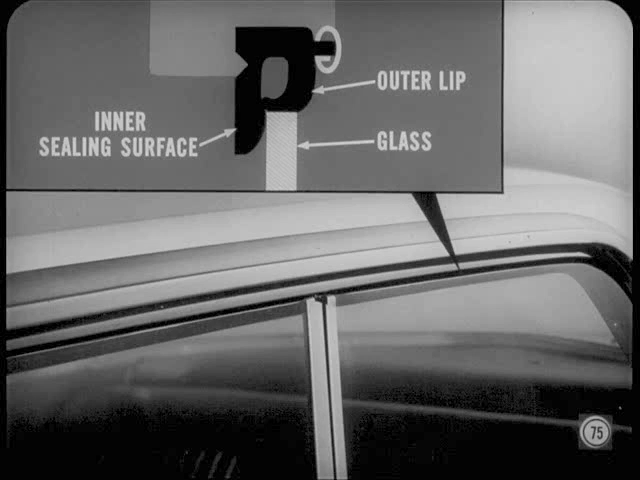 OUTER LIP
INNER
SEALING SURFACE
GLASS
75